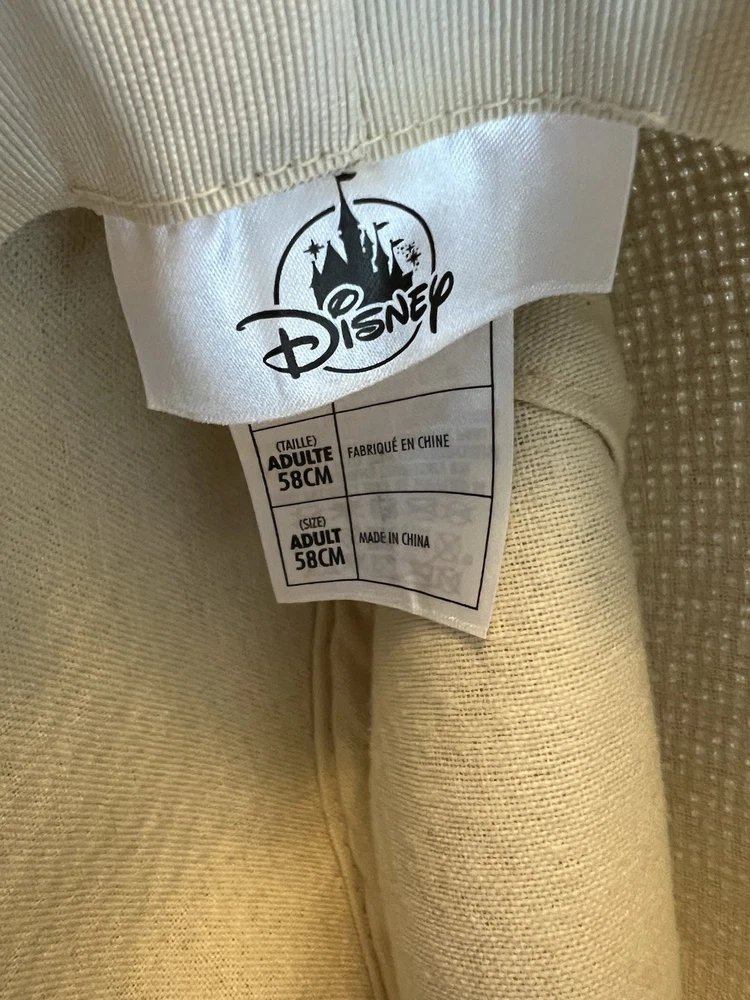 Disney
(TAILLE)
ADULTE
58CM
FABRIQUÉ EN CHINE
(SIZE)
ADULT
58CM
MADE IN CHINA